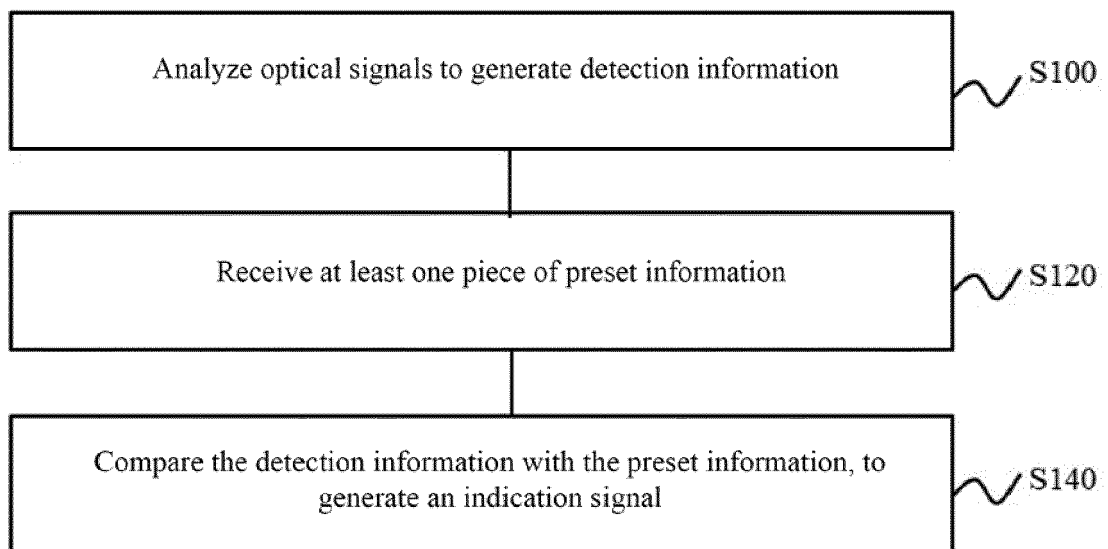 Analyze optical signals to generate detection information
S100
Receive at least one piece of preset information
S120
Compare the detection information with the preset information, to
generate an indication signal
S140